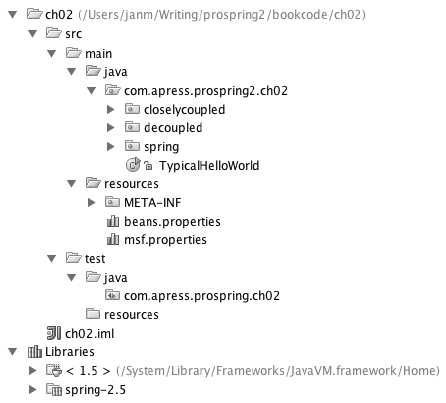 ch02 (/Users/janm/Writing/prospring2/bookcode/ch02)
src
main
java
com.apress.prospring2.ch02
closelycoupled
decoupled
spring
TypicalHelloWorld
resources
META-INF
beans.properties
msf.properties
test
java
com.apress.prospring.ch02
resources
ch02.iml
Libraries
< 1.5 > (/System/Library/Frameworks/JavaVM.framework/Home)
spring-2.5